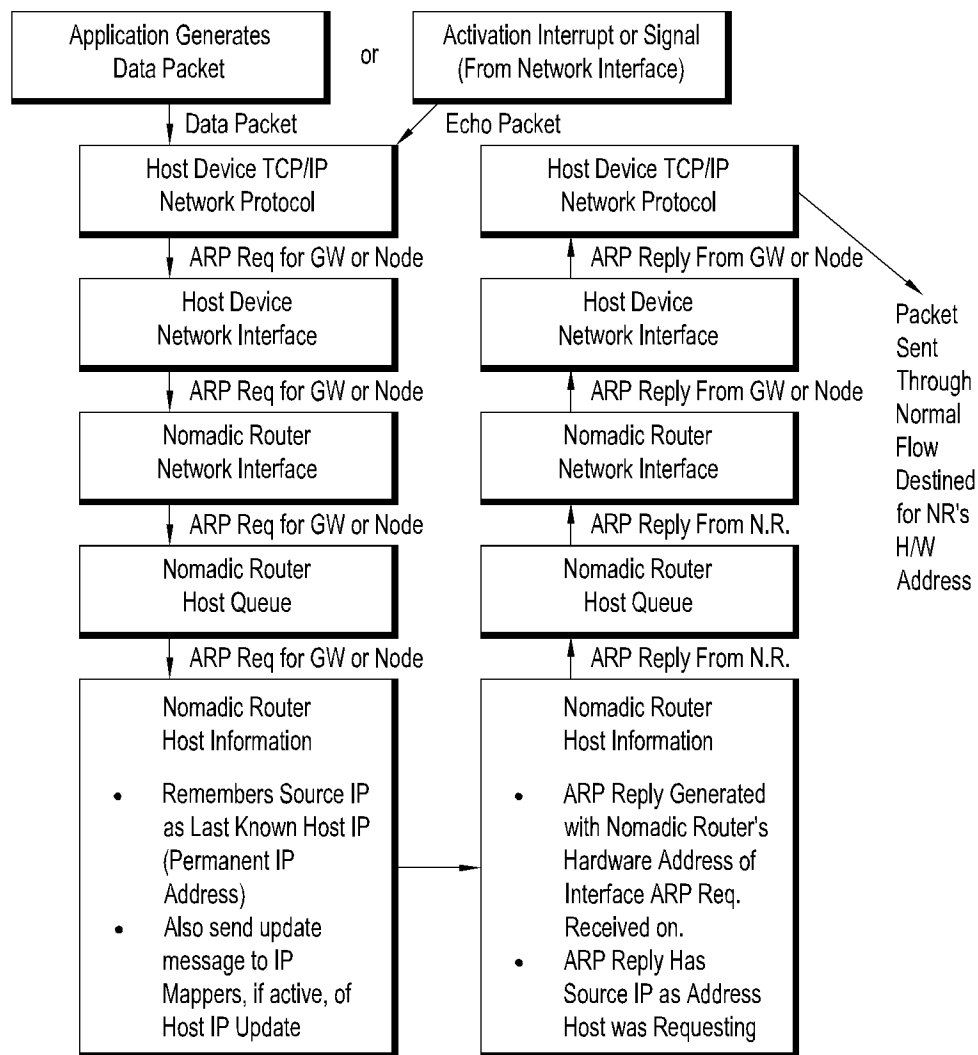 Application Generates
Data Packet
or
Activation Interrupt or Signal
(From Network Interface)
Data Packet
Echo Packet
Host Device TCP/IP
Network Protocol
ARP Req for GW or Node
Host Device
Network Interface
ARP Req for GW or Node
Nomadic Router
Network Interface
ARP Req for GW or Node
Nomadic Router
Host Queue
ARP Req for GW or Node
Nomadic Router
Host Information
• Remembers Source IP
as Last Known Host IP
(Permanent IP
Address)
• Also send update
message to IP
Mappers, if active, of
Host IP Update
Nomadic Router
Host Information
• ARP Reply Generated
with Nomadic Router's
Hardware Address of
Interface ARP Req.
Received on.
• ARP Reply Has
Source IP as Address
Host was Requesting
ARP Reply From N.R.
Nomadic Router
Host Queue
ARP Reply From N.R.
Nomadic Router
Network Interface
ARP Reply From GW or Node
Host Device
Network Interface
ARP Reply From GW or Node
Host Device TCP/IP
Network Protocol
Packet
Sent
Through
Normal
Flow
Destined
for NR's
H/W
Address